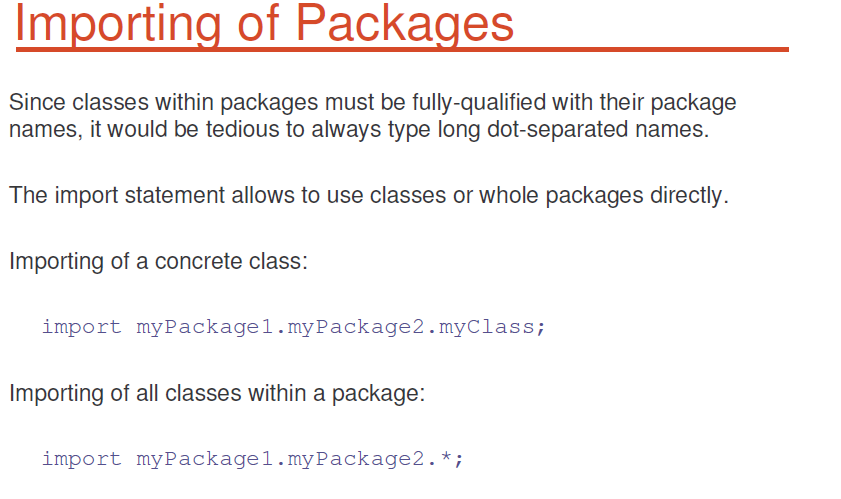 Importing of Packages
Since classes within packages must be fully-qualified with their package
names, it would be tedious to always type long dot-separated names.
The import statement allows to use classes or whole packages directly.
Importing of a concrete class:
import myPackage1.myPackage2.myClass;
Importing of all classes within a package:
import myPackage1.myPackage2.*;